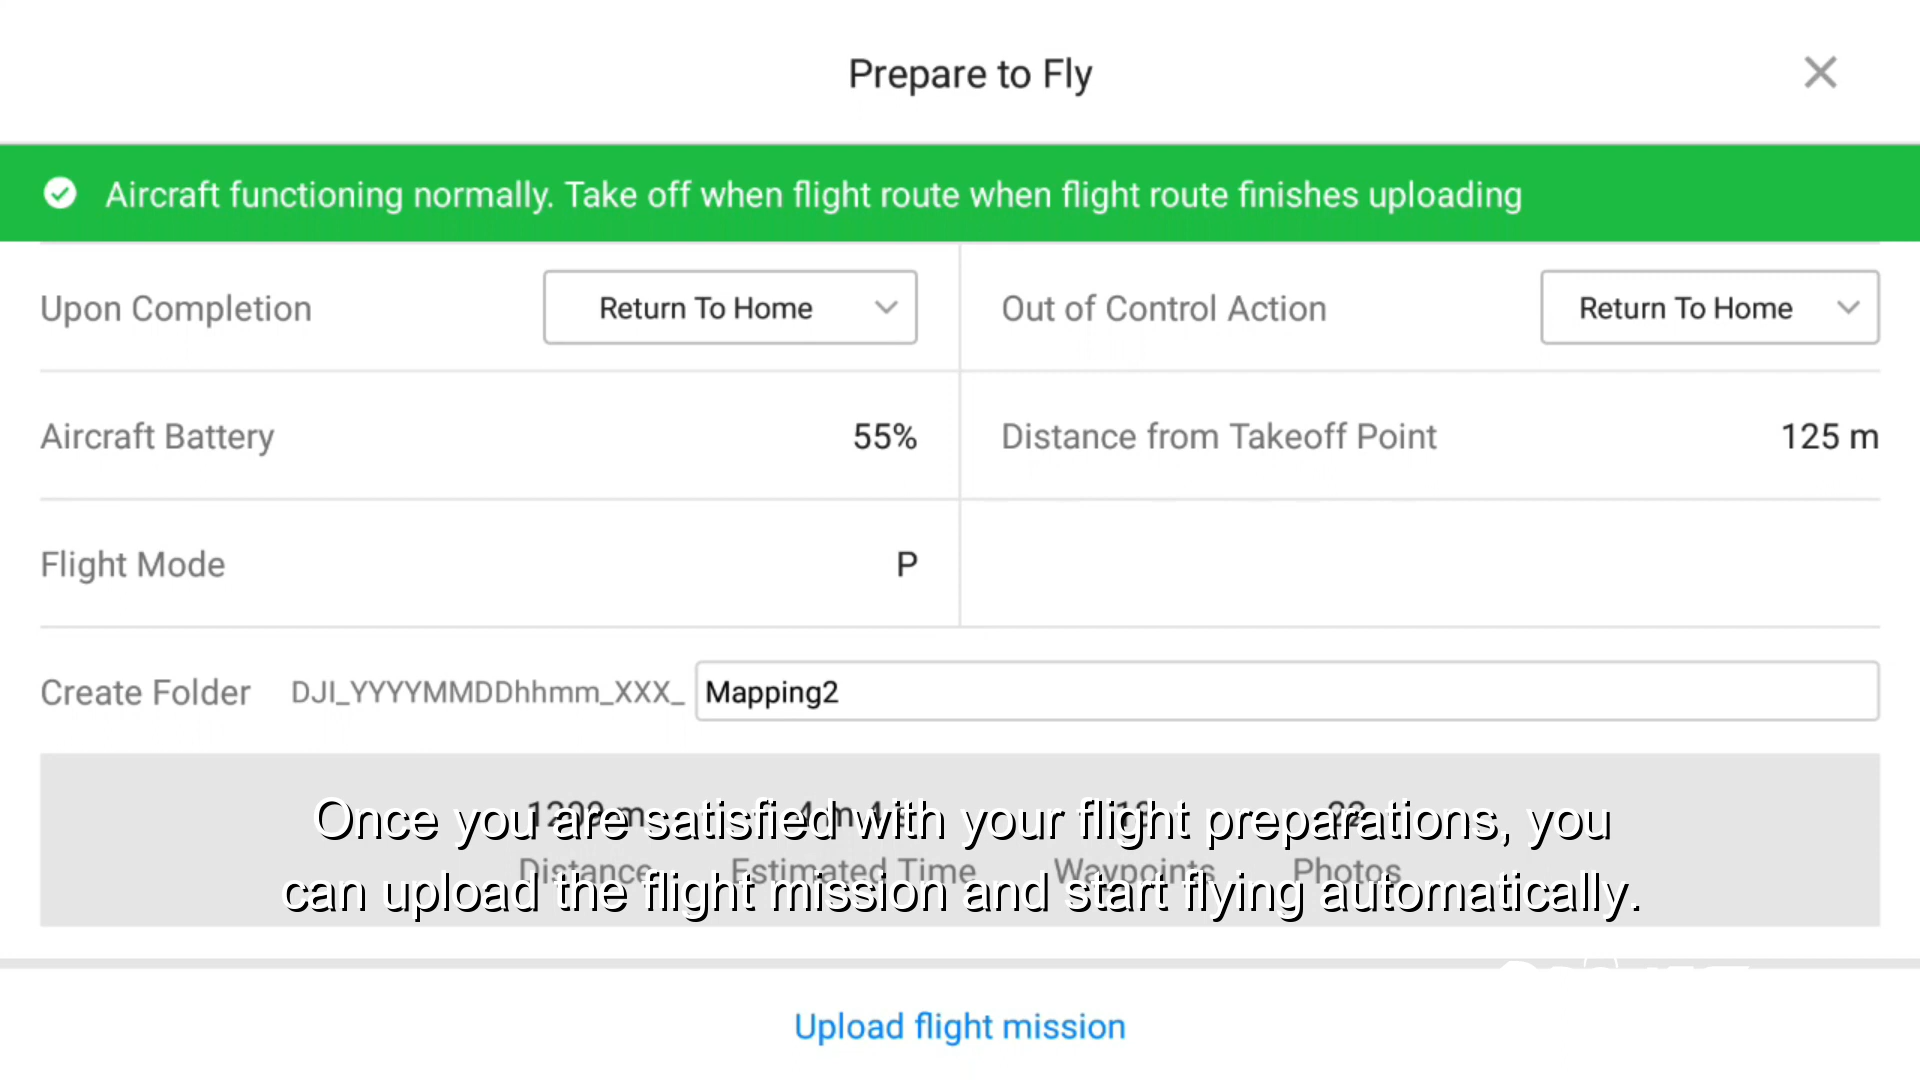 Prepare to Fly
Aircraft functioning normally. Take off when flight route when flight route finishes uploading
Upon Completion Return To Home Out of Control Action Return To Home
Aircraft Battery 55% Distance from Takeoff Point 125 m
Flight Mode P
Create Folder DJI_YYYYMMDDhhmm_XXX_ Mapping2
Once you are satisfied with your flight preparations, you
Distance Estimated Time Waypoints Photos
can upload the flight mission and start flying automatically.
Upload flight mission